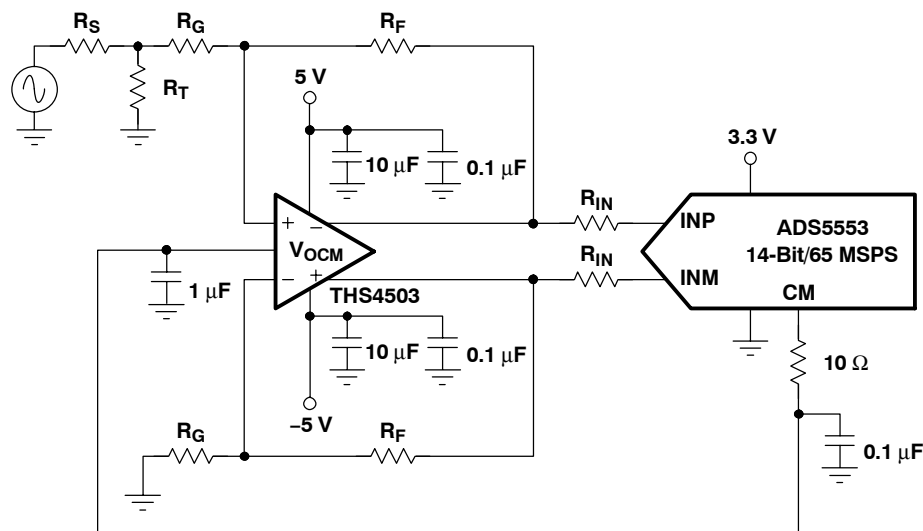 R_S
R_G
R_F
R_T
5 V
10 µF
0.1 µF
3.3 V
R_IN
INP
ADS5553
14-Bit/65 MSPS
+
−
V_OCM
1 µF
−
+
THS4503
R_IN
INM
CM
10 µF
0.1 µF
10 Ω
−5 V
R_G
R_F
0.1 µF